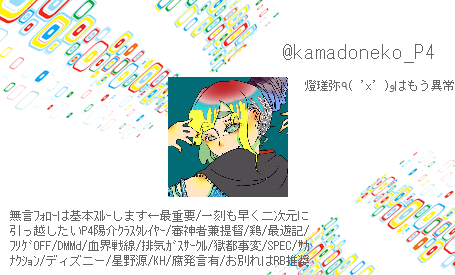 @kamadoneko_P4
燈瑳弥٩( 'x' )وはもう異常
無言ﾌｫﾛｰは基本ｽﾙｰします←最重要/一刻も早く二次元に
引っ越したいP4陽介ｸﾗｽﾀ/ﾚｲﾔｰ/審神者兼提督/鶏/最遊記/
ﾌﾘｹﾞOFF/DMMd/血界戦線/排気ｶﾞｽｻｰｸﾙ/獄都事変/SPEC/ｻｶ
ﾅｸｼｮﾝ/ディズニー/星野源/KH/腐発言有/お別れはRB推奨